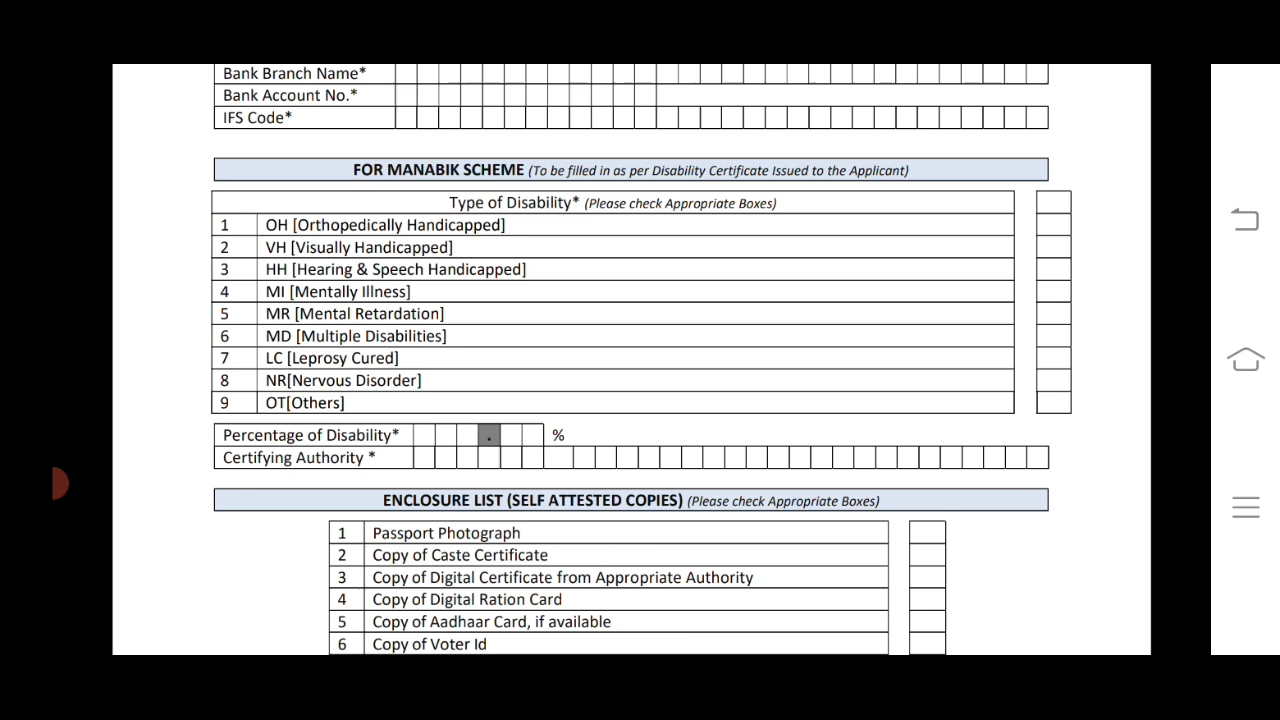 Bank Branch Name*
Bank Account No.*
IFS Code*
FOR MANABIK SCHEME (To be filled in as per Disability Certificate Issued to the Applicant)
Type of Disability* (Please check Appropriate Boxes)
1 OH [Orthopedically Handicapped]
2 VH [Visually Handicapped]
3 HH [Hearing & Speech Handicapped]
4 MI [Mentally Illness]
5 MR [Mental Retardation]
6 MD [Multiple Disabilities]
7 LC [Leprosy Cured]
8 NR[Nervous Disorder]
9 OT[Others]
Percentage of Disability* . %
Certifying Authority *
ENCLOSURE LIST (SELF ATTESTED COPIES) (Please check Appropriate Boxes)
1 Passport Photograph
2 Copy of Caste Certificate
3 Copy of Digital Certificate from Appropriate Authority
4 Copy of Digital Ration Card
5 Copy of Aadhaar Card, if available
6 Copy of Voter Id